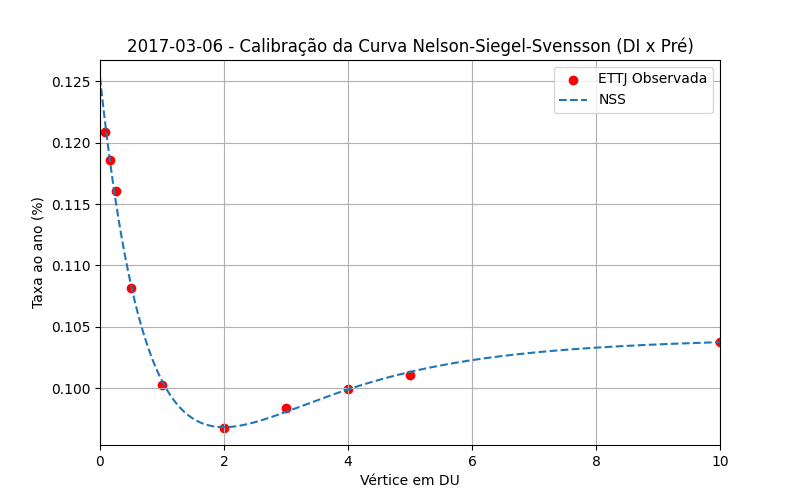 2017-03-06 - Calibração da Curva Nelson-Siegel-Svensson (DI x Pré)
ETTJ Observada
NSS
Taxa ao ano (%)
0.125
0.120
0.115
0.110
0.105
0.100
0 2 4 6 8 10
Vértice em DU